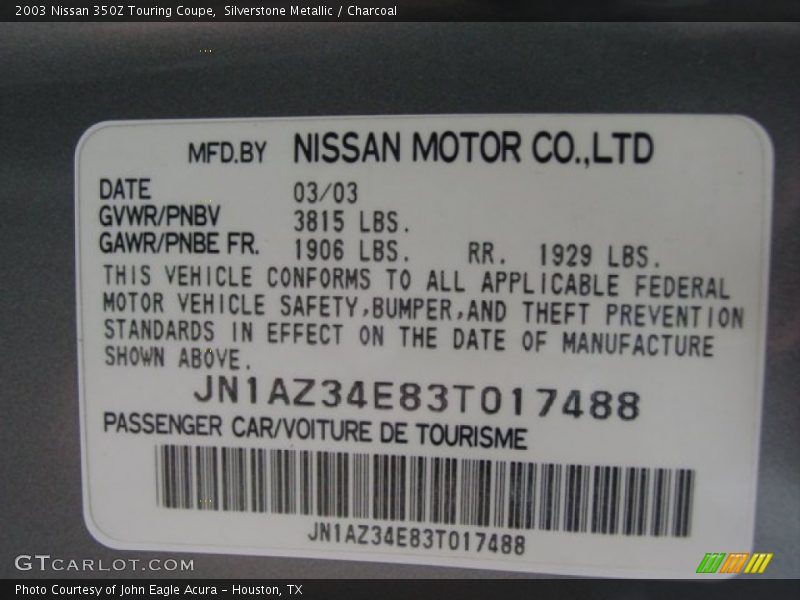 2003 Nissan 350Z Touring Coupe, Silverstone Metallic / Charcoal
MFD.BY NISSAN MOTOR CO.,LTD
DATE 03/03
GVWR/PNBV 3815 LBS.
GAWR/PNBE FR. 1906 LBS. RR. 1929 LBS.
THIS VEHICLE CONFORMS TO ALL APPLICABLE FEDERAL
MOTOR VEHICLE SAFETY,BUMPER,AND THEFT PREVENTION
STANDARDS IN EFFECT ON THE DATE OF MANUFACTURE
SHOWN ABOVE.
JN1AZ34E83T017488
PASSENGER CAR/VOITURE DE TOURISME
JN1AZ34E83T017488
GTCARLOT.COM
Photo Courtesy of John Eagle Acura - Houston, TX